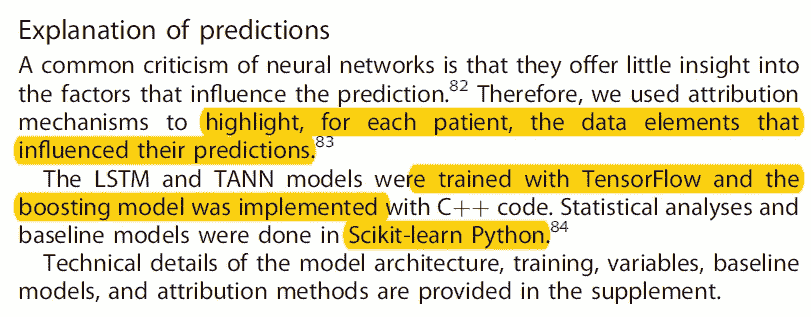 Explanation of predictions
A common criticism of neural networks is that they offer little insight into
the factors that influence the prediction.82 Therefore, we used attribution
mechanisms to highlight, for each patient, the data elements that
influenced their predictions.83
The LSTM and TANN models were trained with TensorFlow and the
boosting model was implemented with C++ code. Statistical analyses and
baseline models were done in Scikit-learn Python.84
Technical details of the model architecture, training, variables, baseline
models, and attribution methods are provided in the supplement.